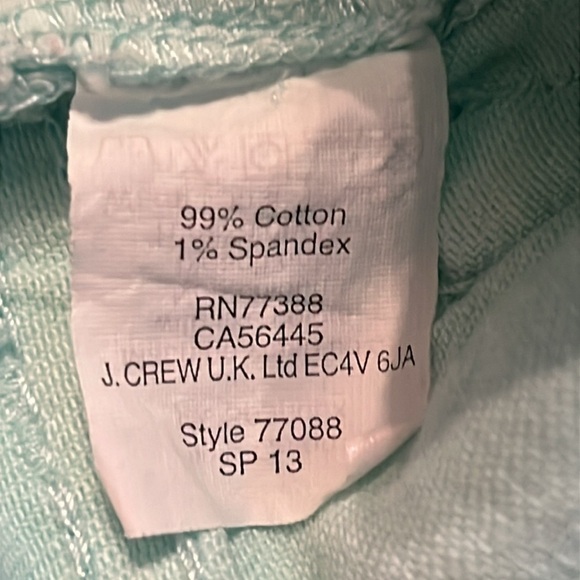 99% Cotton
1% Spandex
RN77388
CA56445
J. CREW U.K. Ltd EC4V 6JA
Style 77088
SP 13